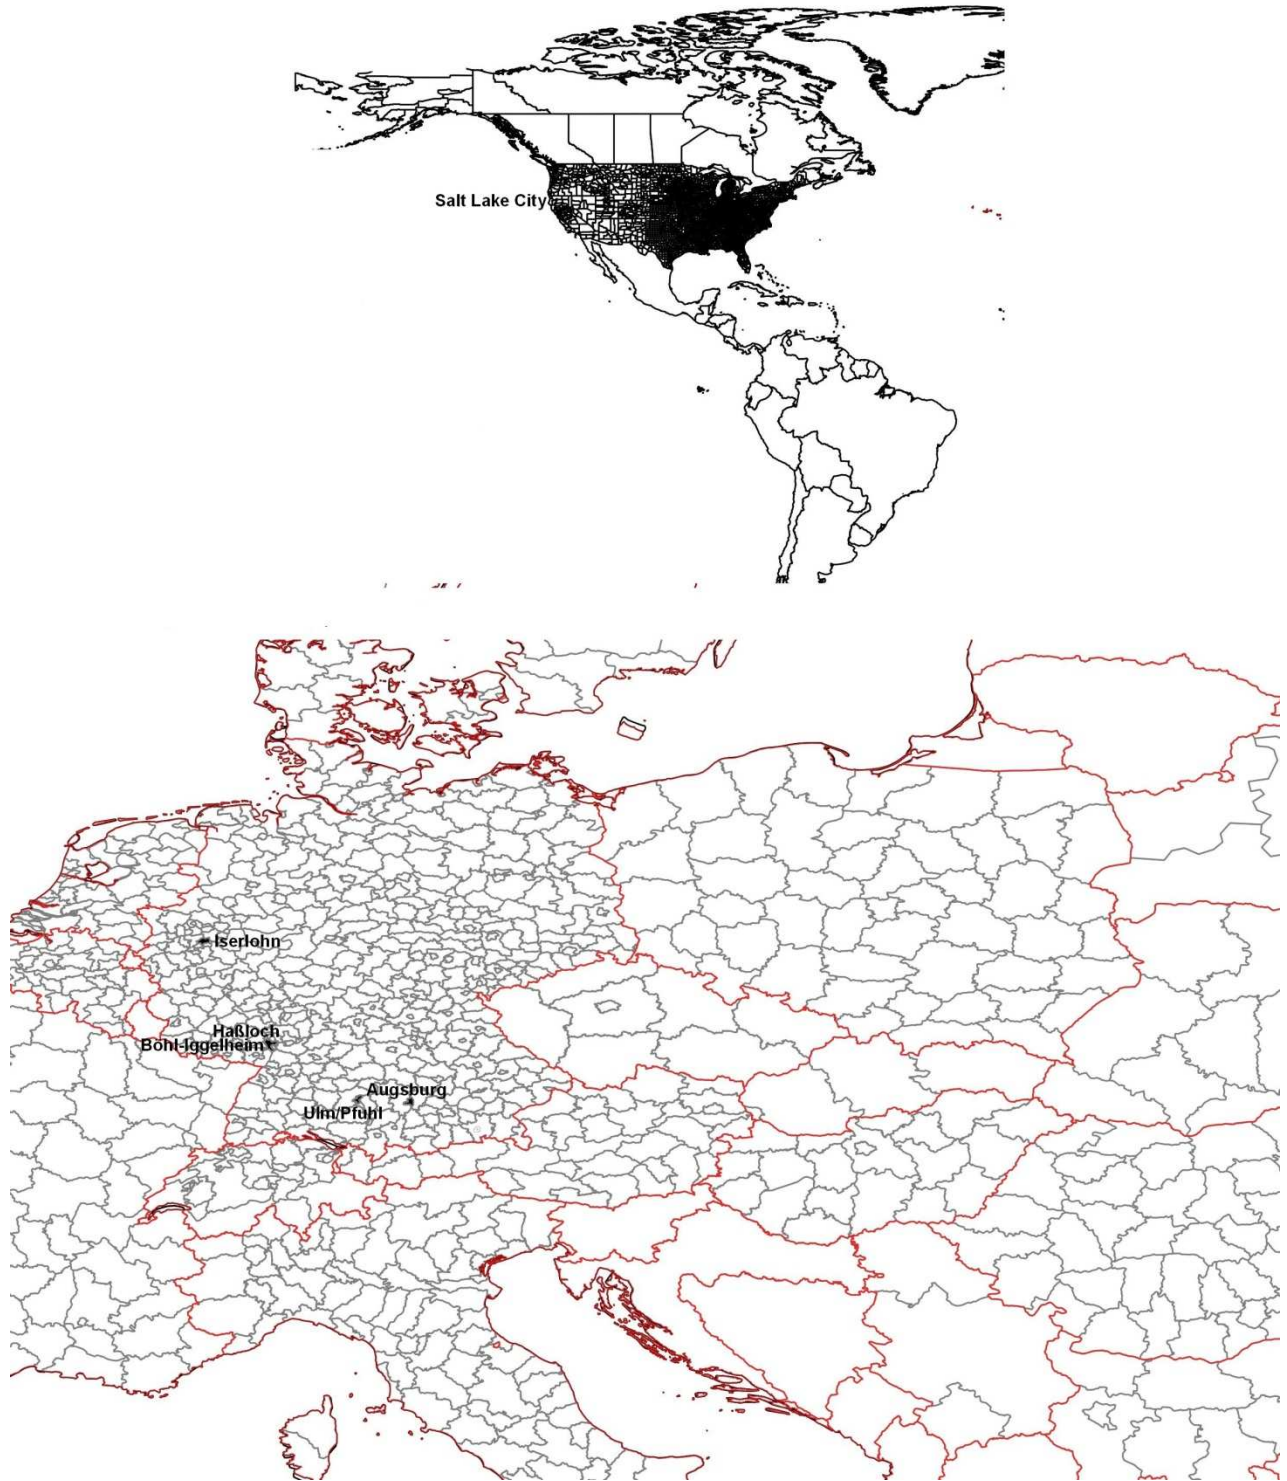 Salt Lake City
Iserlohn
Haßloch
Böhl-Iggelheim
Augsburg
Ulm/Pfuhl